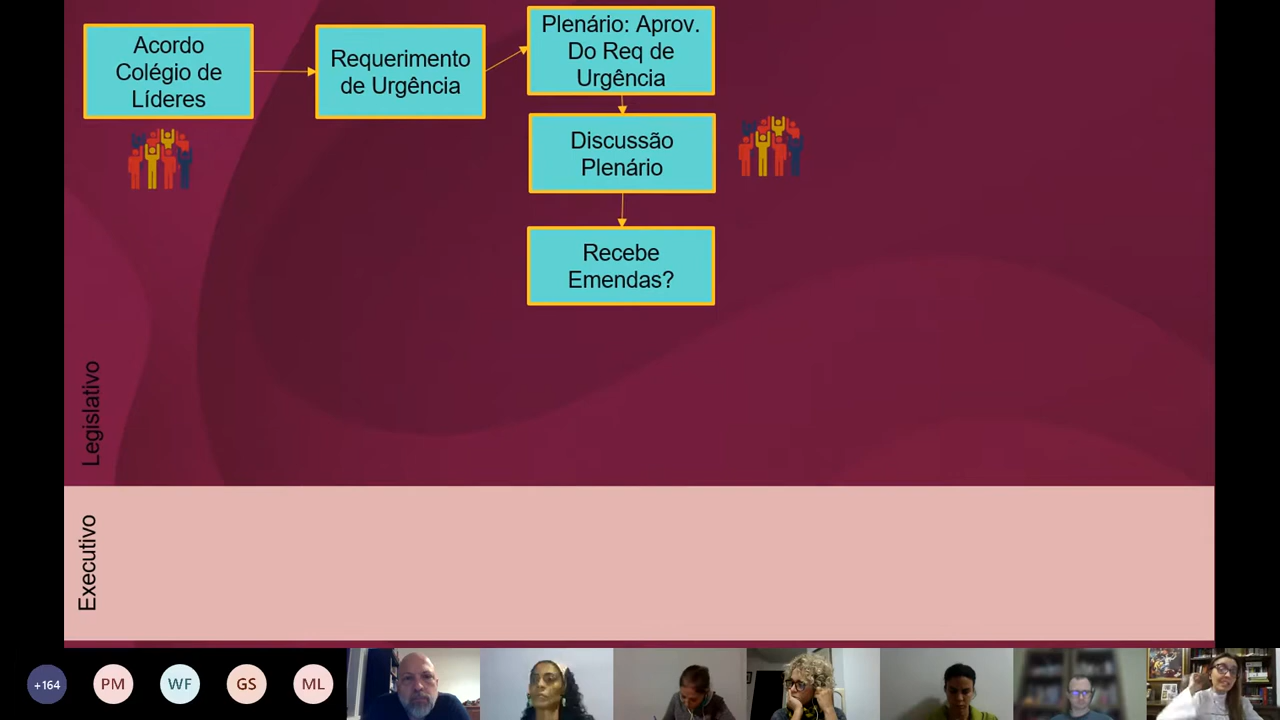 Acordo
Colégio de
Líderes
Requerimento
de Urgência
Plenário: Aprov.
Do Req de
Urgência
Discussão
Plenário
Recebe
Emendas?
Legislativo
Executivo
+164
PM
WF
GS
ML